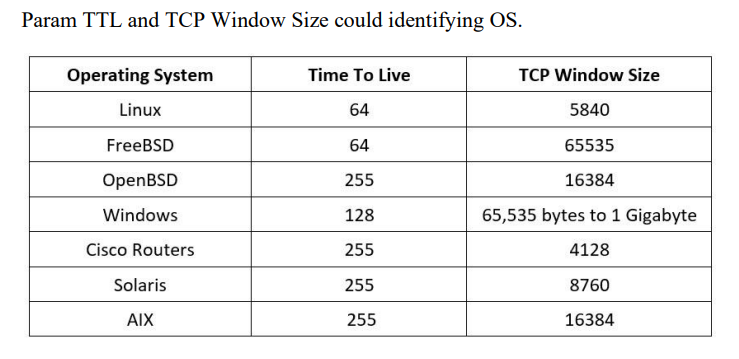 Param TTL and TCP Window Size could identifying OS.
Operating System Time To Live TCP Window Size
Linux 64 5840
FreeBSD 64 65535
OpenBSD 255 16384
Windows 128 65,535 bytes to 1 Gigabyte
Cisco Routers 255 4128
Solaris 255 8760
AIX 255 16384